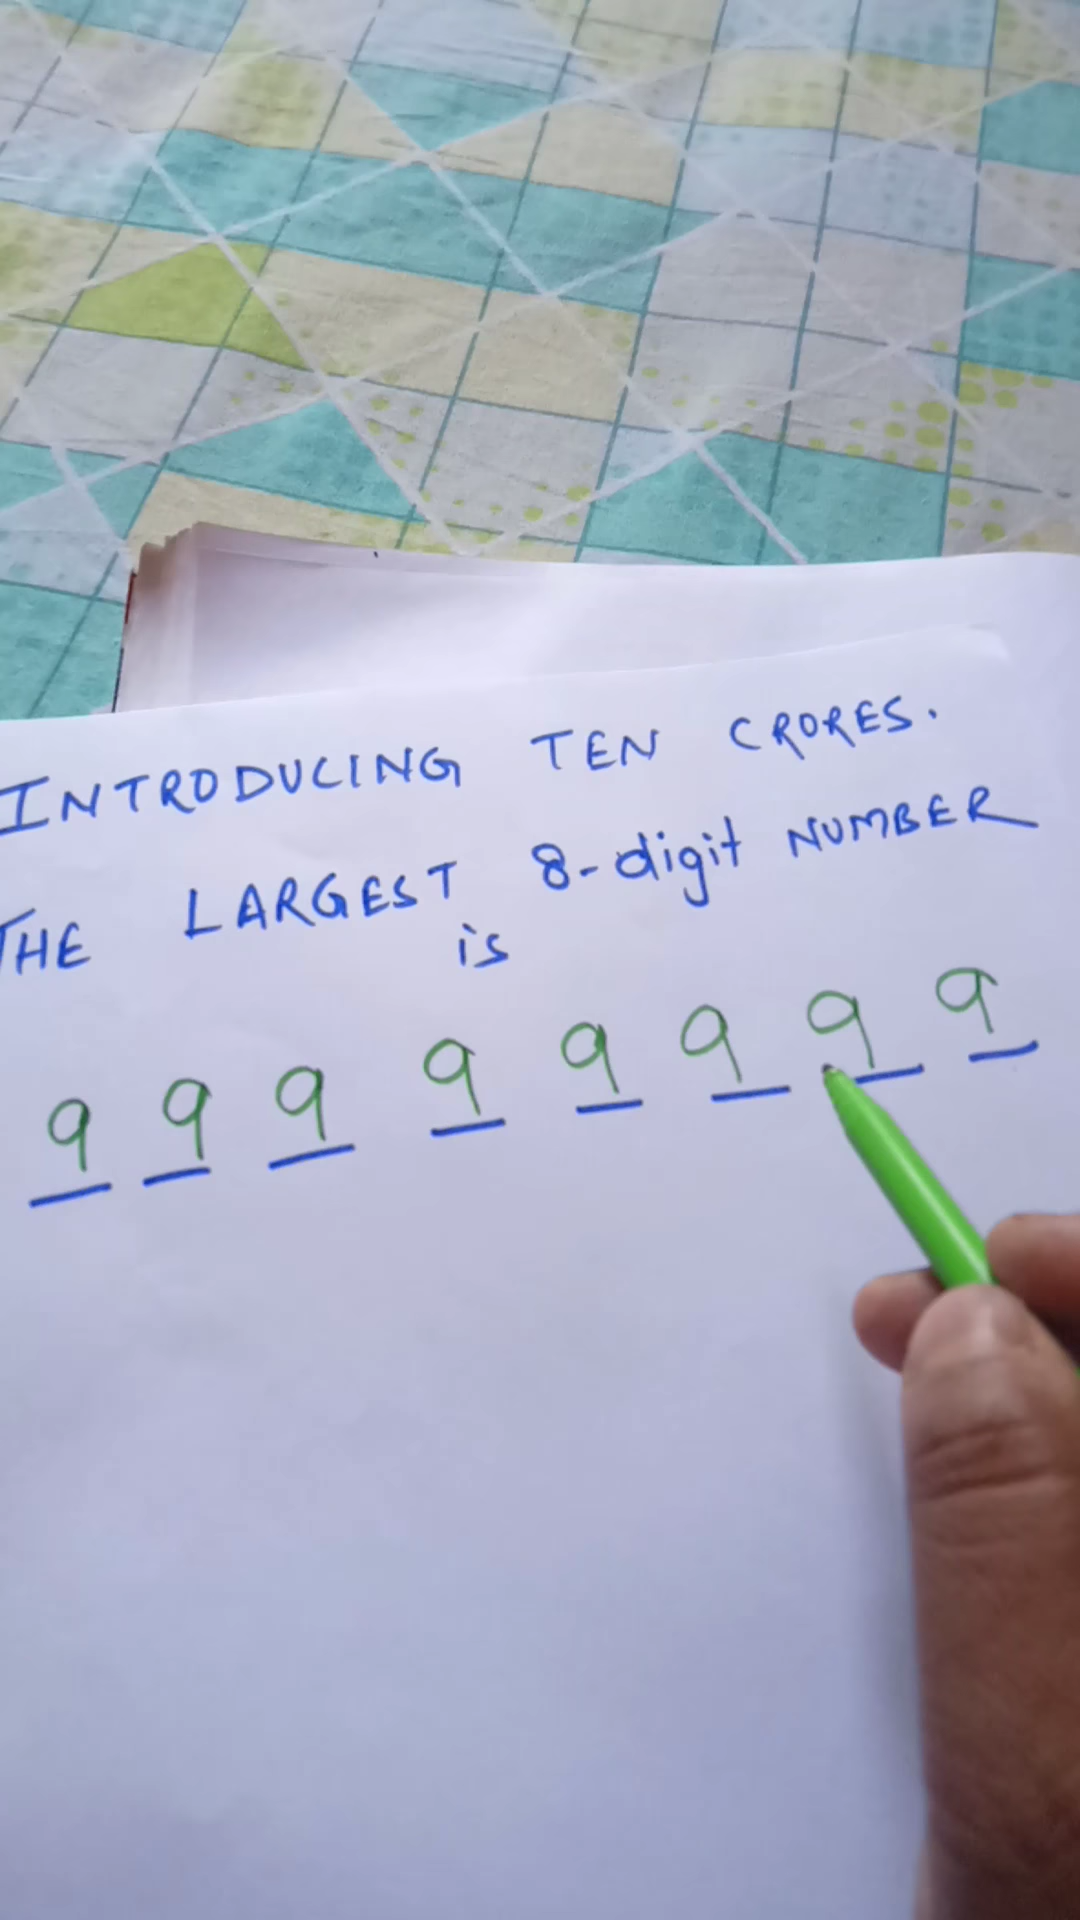 INTRODUCING TEN CRORES.
THE LARGEST 8-digit NUMBER
is
9 9 9 9 9 9 9 9